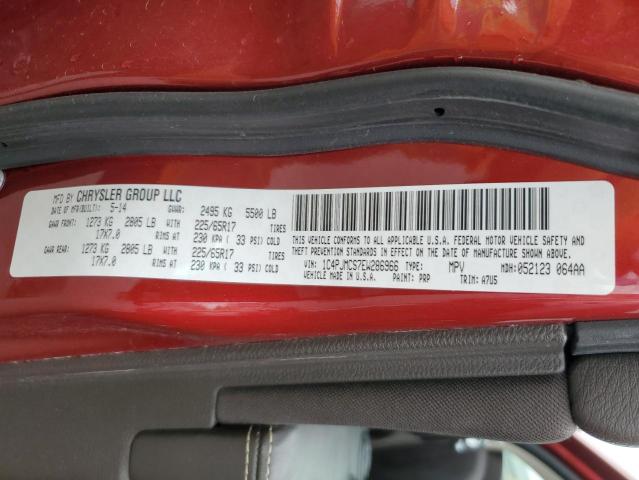 MFD BY CHRYSLER GROUP LLC
DATE OF MFR(BUILT): 5-14 GVWR: 2495 KG 5500 LB
GAWR FRONT: 1273 KG 2805 LB 225/65R17 TIRES
17X7.0 RIMS AT 230 KPA ( 33 PSI) COLD
GAWR REAR: 1273 KG 2805 LB 225/65R17 TIRES
17X7.0 RIMS AT 230 KPA ( 33 PSI) COLD
THIS VEHICLE CONFORMS TO ALL APPLICABLE U.S.A. FEDERAL MOTOR VEHICLE SAFETY AND
THEFT PREVENTION STANDARDS IN EFFECT ON THE DATE OF MANUFACTURE SHOWN ABOVE.
VIN: 1C4PJMCS7EW286966 TYPE: MPV MDH: 052123 064AA
VEHICLE MADE IN U.S.A. PAINT: PRP TRIM: A7U5